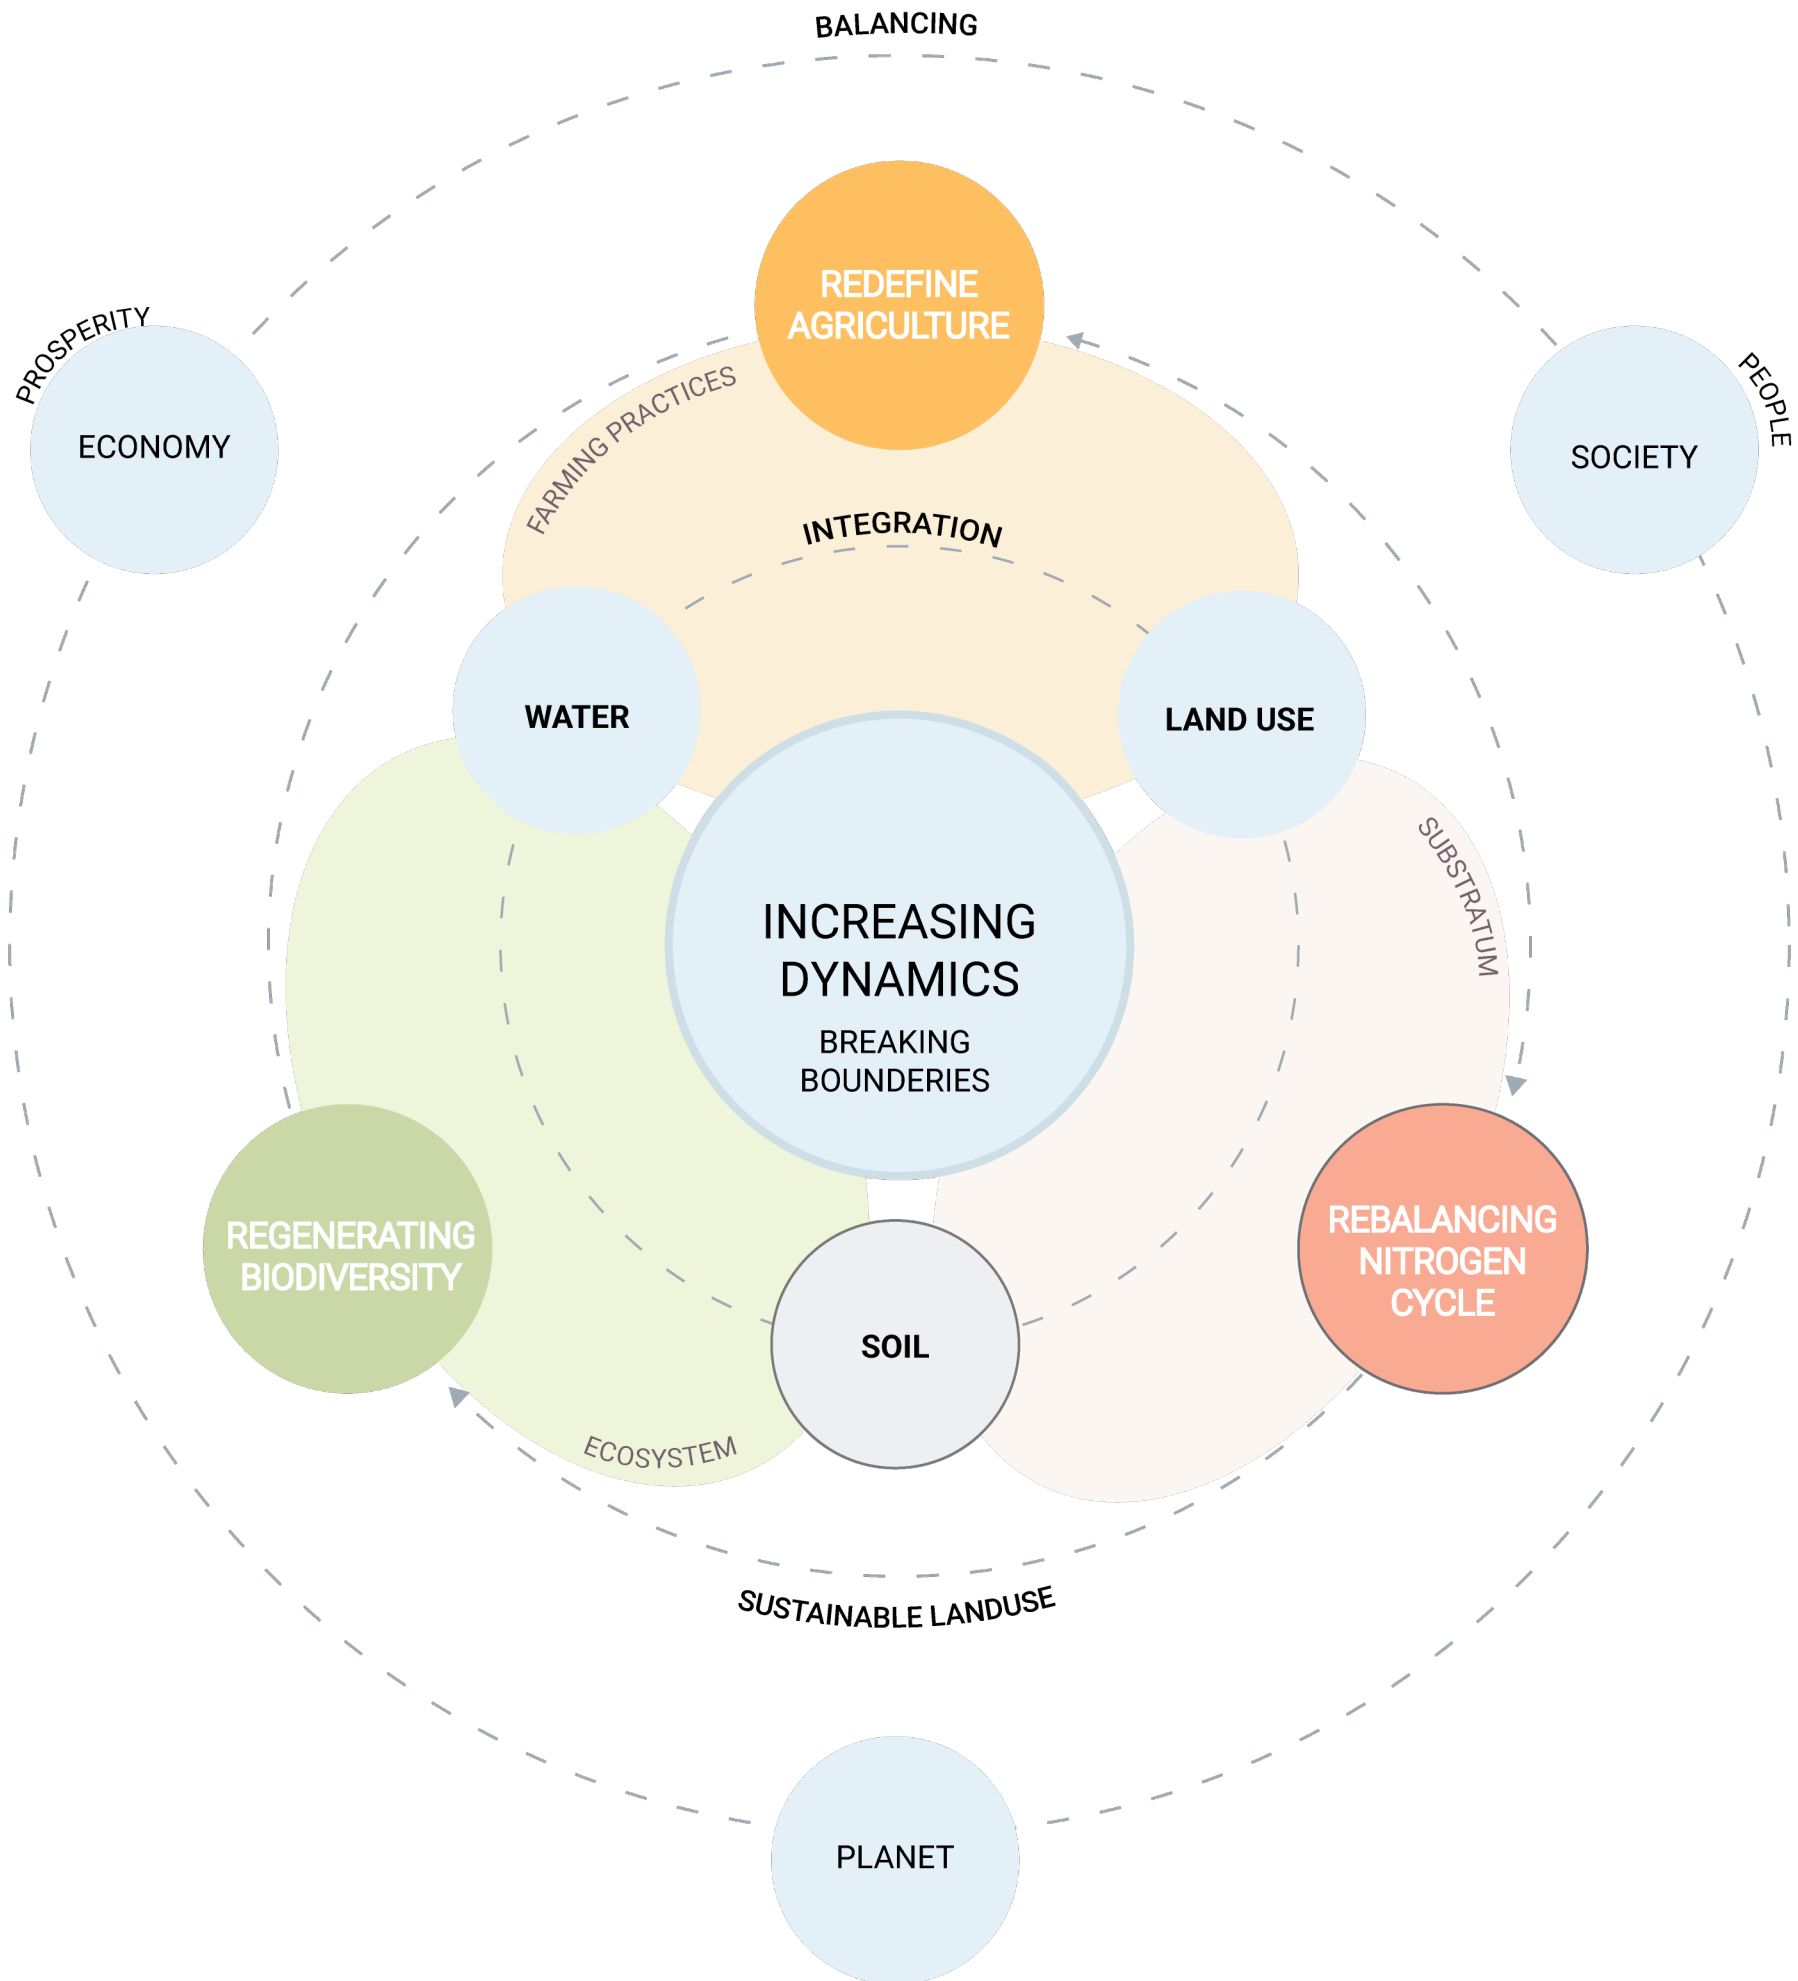 BALANCING
REDEFINE
AGRICULTURE
PROSPERITY
ECONOMY
PEOPLE
SOCIETY
FARMING PRACTICES
INTEGRATION
WATER
LAND USE
SUBSTRATUM
INCREASING
DYNAMICS
BREAKING
BOUNDERIES
REGENERATING
BIODIVERSITY
REBALANCING
NITROGEN
CYCLE
SOIL
ECOSYSTEM
SUSTAINABLE LANDUSE
PLANET